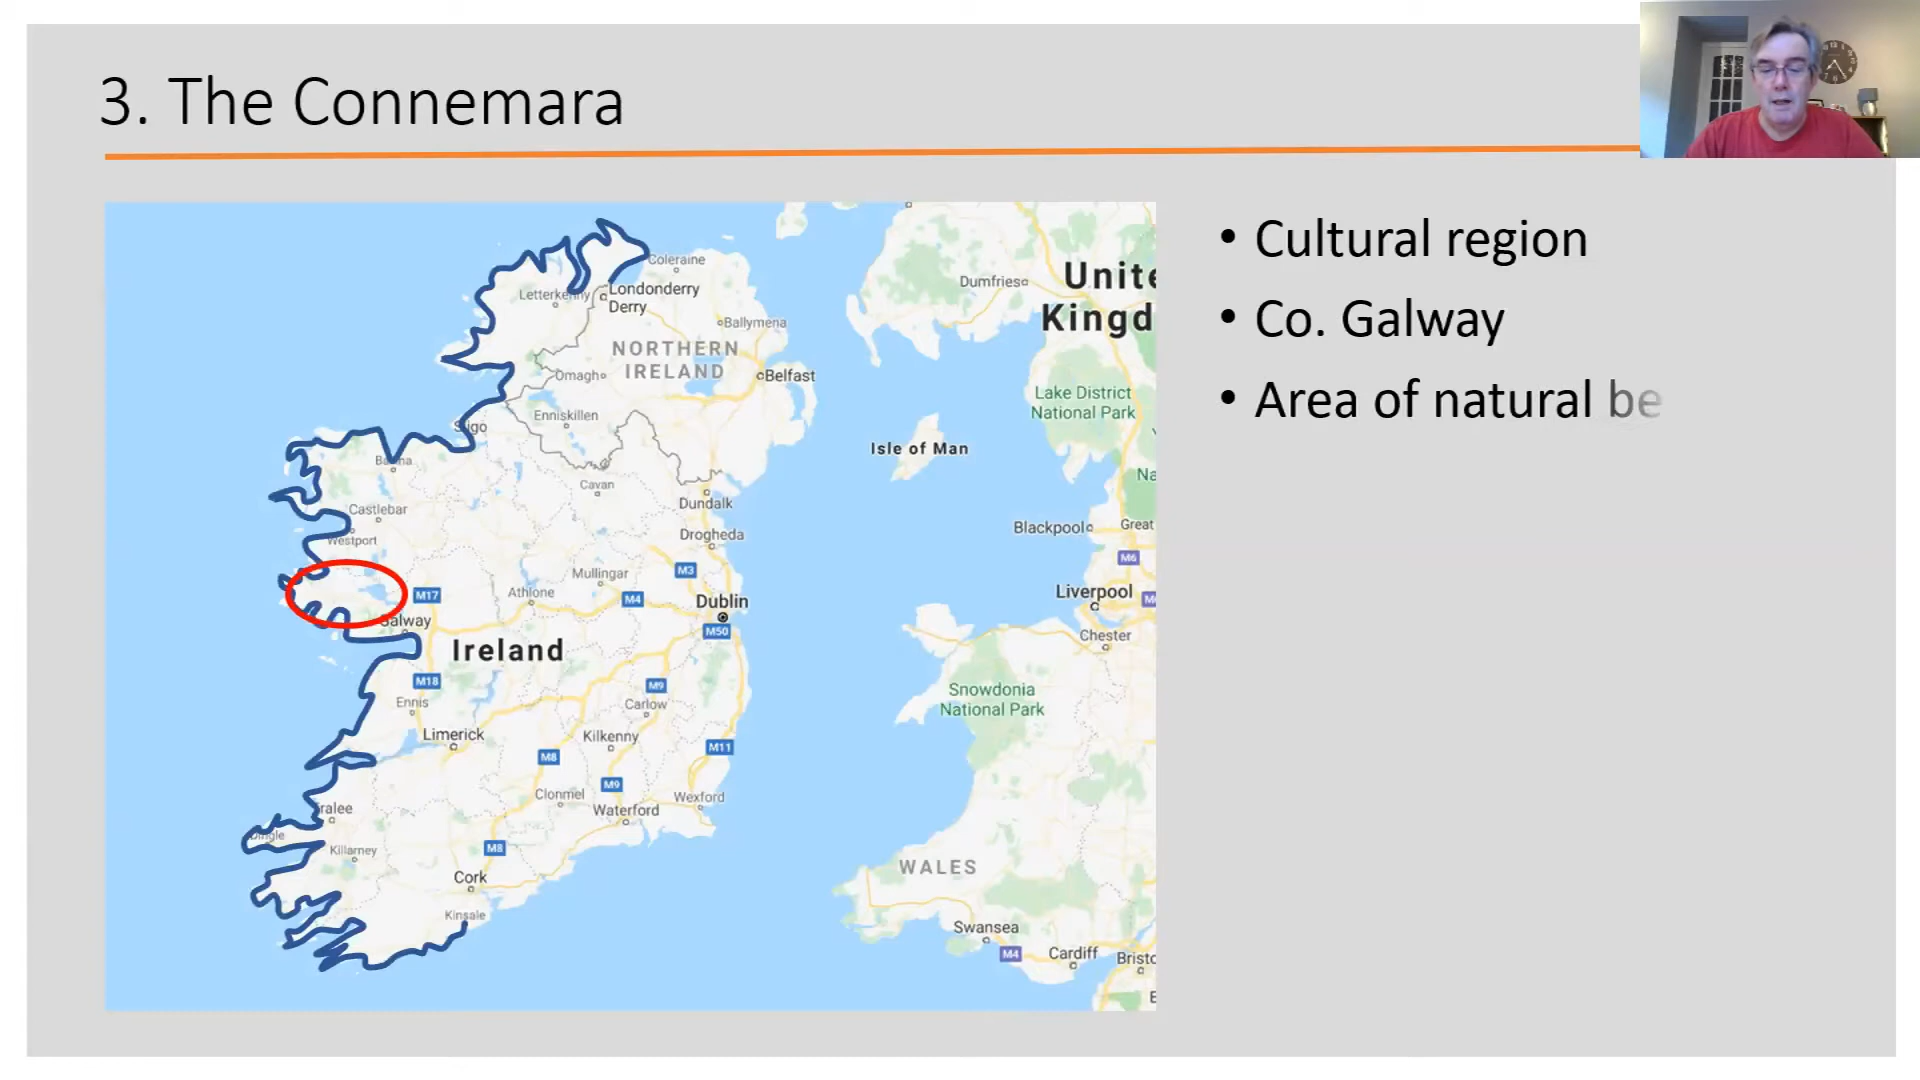 3. The Connemara
• Cultural region
• Co. Galway
• Area of natural be
Coleraine
Letterkenny
Londonderry
Derry
Ballymena
NORTHERN
IRELAND
Omagh
Belfast
Enniskillen
Sligo
Cavan
Castlebar
Dundalk
Westport
Drogheda
M3
Mullingar
Athlone
M17
M4
Dublin
M50
Galway
Ireland
M18
M9
Ennis
Carlow
Limerick
Kilkenny
M11
M8
M9
Clonmel
Wexford
Tralee
Waterford
Dingle
Killarney
M8
Cork
Kinsale
Dumfries
Unite
Kingd
Lake District
National Park
Isle of Man
Na
Blackpool
Great
M6
Liverpool
Chester
Snowdonia
National Park
WALES
Swansea
M4
Cardiff
Bristo